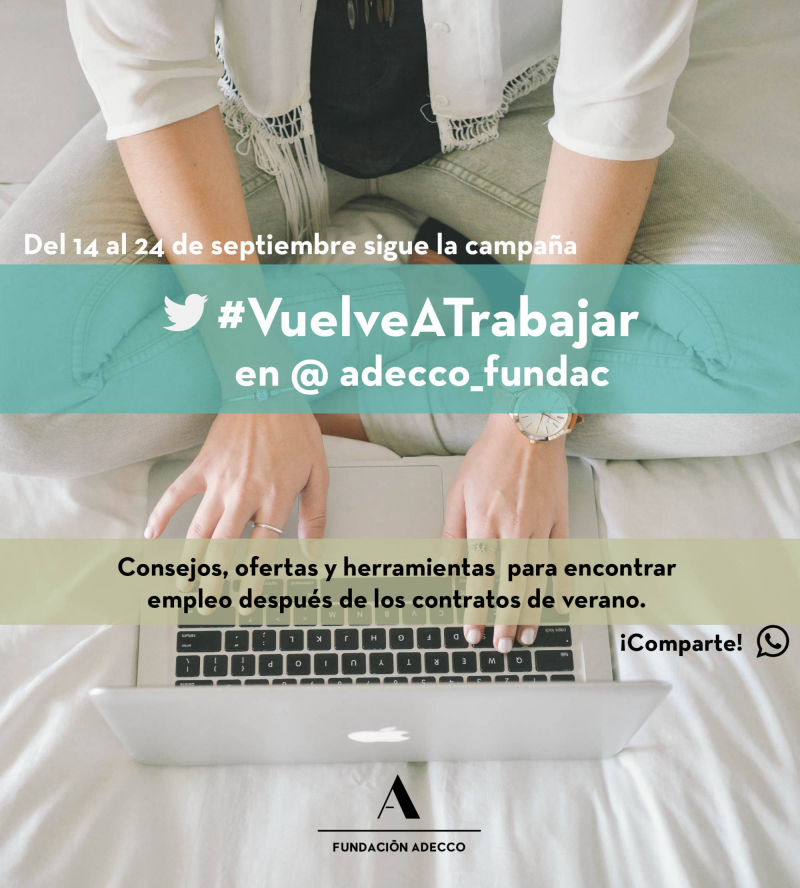 Del 14 al 24 de septiembre sigue la campaña
#VuelveATrabajar
en @ adecco_fundac
Consejos, ofertas y herramientas para encontrar
empleo después de los contratos de verano.
¡Comparte!
FUNDACIÓN ADECCO